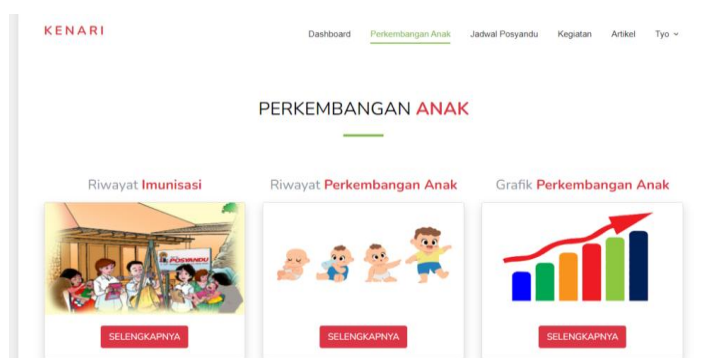 KENARI
Dashboard Perkembangan Anak Jadwal Posyandu Kegiatan Artikel Tyo
PERKEMBANGAN ANAK
Riwayat Imunisasi Riwayat Perkembangan Anak Grafik Perkembangan Anak
POSYANDU
SELENGKAPNYA SELENGKAPNYA SELENGKAPNYA